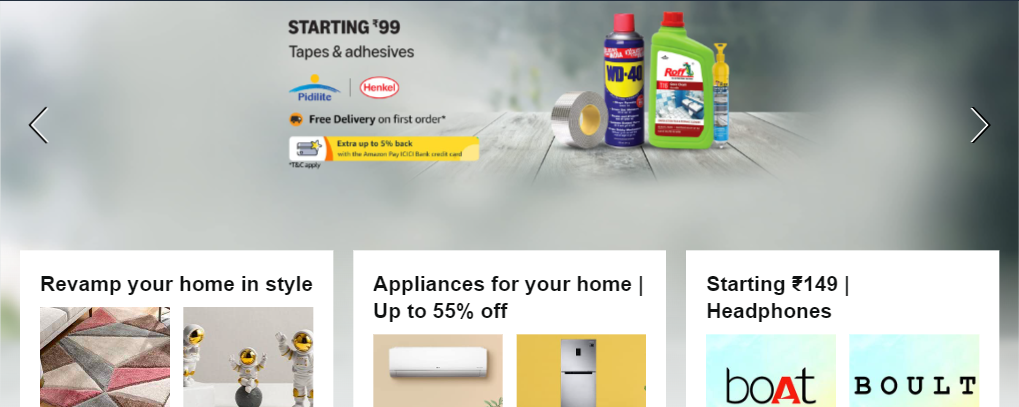 STARTING ₹99
Tapes & adhesives
Pidilite
Henkel
Free Delivery on first order*
Extra up to 5% back
with the Amazon Pay ICICI Bank credit card
*T&C apply
WD-40
Roff
Revamp your home in style
Appliances for your home |
Up to 55% off
Starting ₹149 |
Headphones
boAt
BOULT